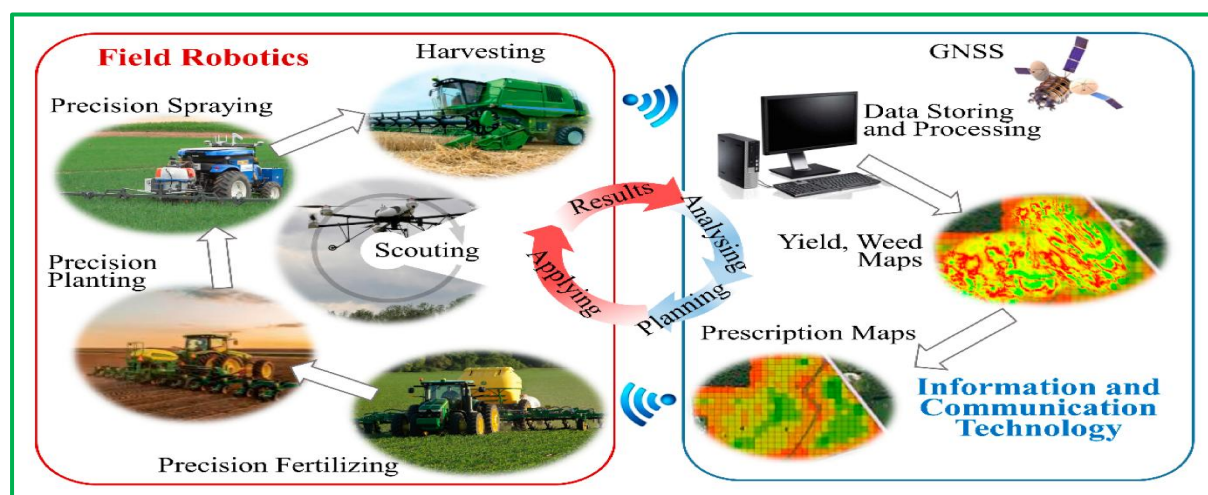 Field Robotics
Harvesting
Precision Spraying
Scouting
Precision
Planting
Precision Fertilizing
Results
Analysing
Planning
Applying
GNSS
Data Storing
and Processing
Yield, Weed
Maps
Prescription Maps
Information and
Communication
Technology